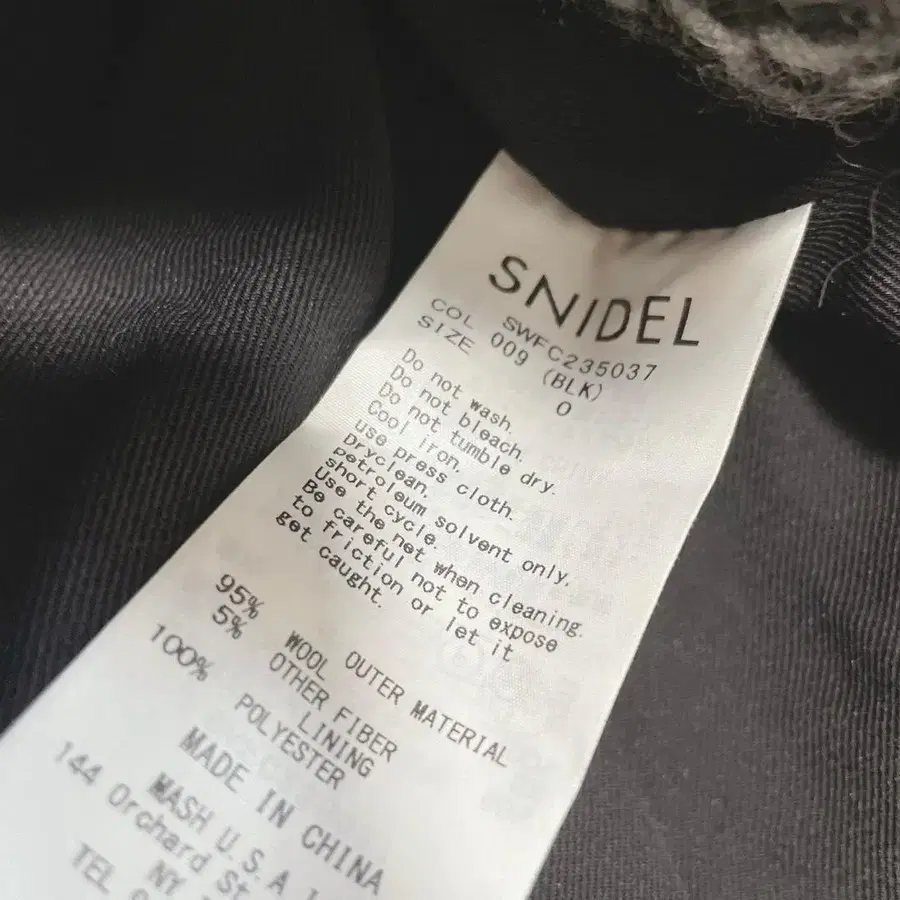 SNIDEL
SWFC235037
COL 009 (BLK)
SIZE 0
Do not wash.
Do not bleach.
Do not tumble dry.
Cool iron.
use press cloth.
Dryclean,
petroleum solvent only,
short cycle.
Use the net when cleaning.
Be careful not to expose
to friction or let it
get caught.
OUTER MATERIAL
95% WOOL
5% OTHER FIBER
LINING
100% POLYESTER
MADE IN CHINA
MASH U.S.A
144 Orchard St
NY
TEL